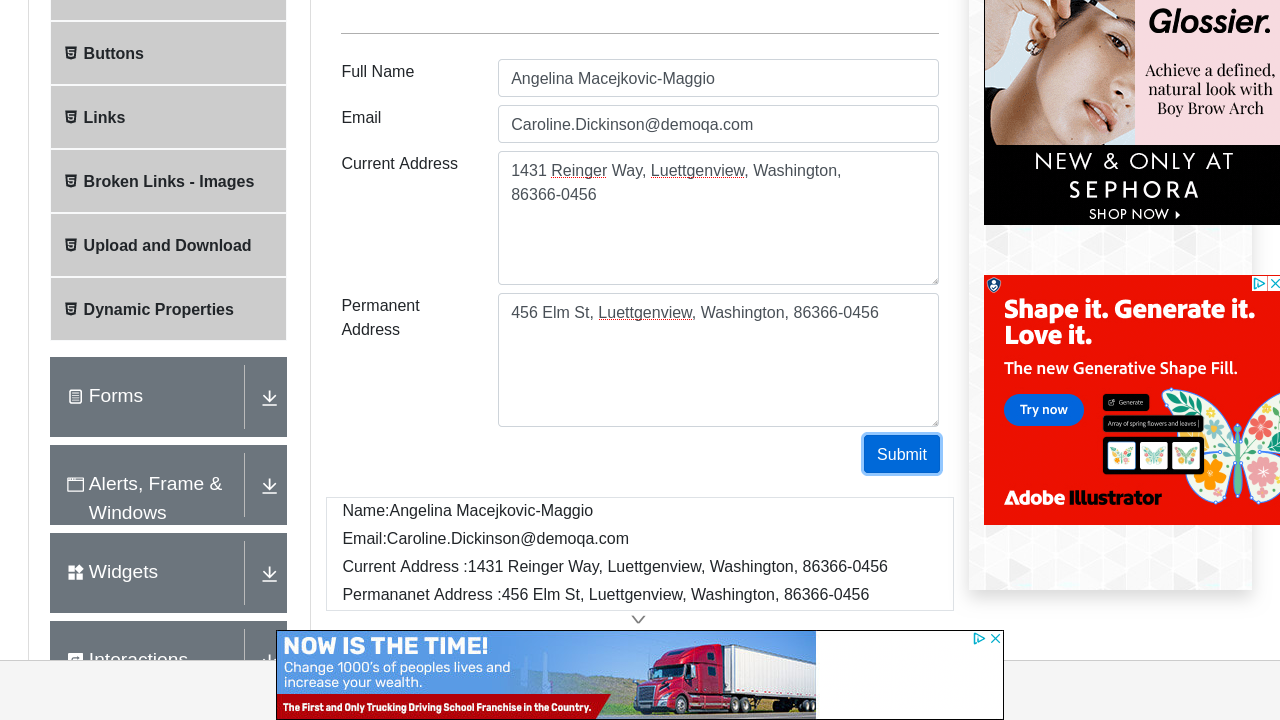 Buttons
Links
Broken Links - Images
Upload and Download
Dynamic Properties
Forms
Alerts, Frame &
Windows
Widgets
Interactions
Full Name
Angelina Macejkovic-Maggio
Email
Caroline.Dickinson@demoqa.com
Current Address
1431 Reinger Way, Luettgenview, Washington,
86366-0456
Permanent
Address
456 Elm St, Luettgenview, Washington, 86366-0456
Submit
Name:Angelina Macejkovic-Maggio
Email:Caroline.Dickinson@demoqa.com
Current Address :1431 Reinger Way, Luettgenview, Washington, 86366-0456
Permananet Address :456 Elm St, Luettgenview, Washington, 86366-0456
Glossier.
Achieve a defined,
natural look with
Boy Brow Arch
NEW & ONLY AT
SEPHORA
SHOP NOW
Shape it. Generate it.
Love it.
The new Generative Shape Fill.
Try now
Generate
Array of spring flowers and leaves
Adobe Illustrator
NOW IS THE TIME!
Change 1000's of peoples lives and
increase your wealth.
The First and Only Trucking Driving School Franchise in the Country.